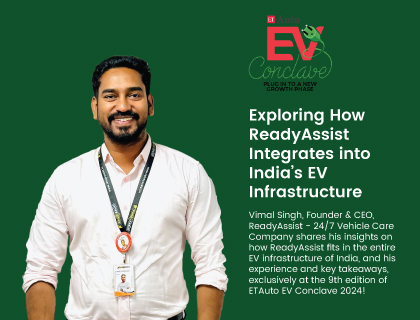 ET Auto
EV
Conclave
PLUG IN TO A NEW
GROWTH PHASE
Exploring How
ReadyAssist
Integrates into
India's EV
Infrastructure
Vimal Singh, Founder & CEO,
ReadyAssist - 24/7 Vehicle Care
Company shares his insights on
how ReadyAssist fits in the entire
EV infrastructure of India, and his
experience and key takeaways,
exclusively at the 9th edition of
ETAuto EV Conclave 2024!